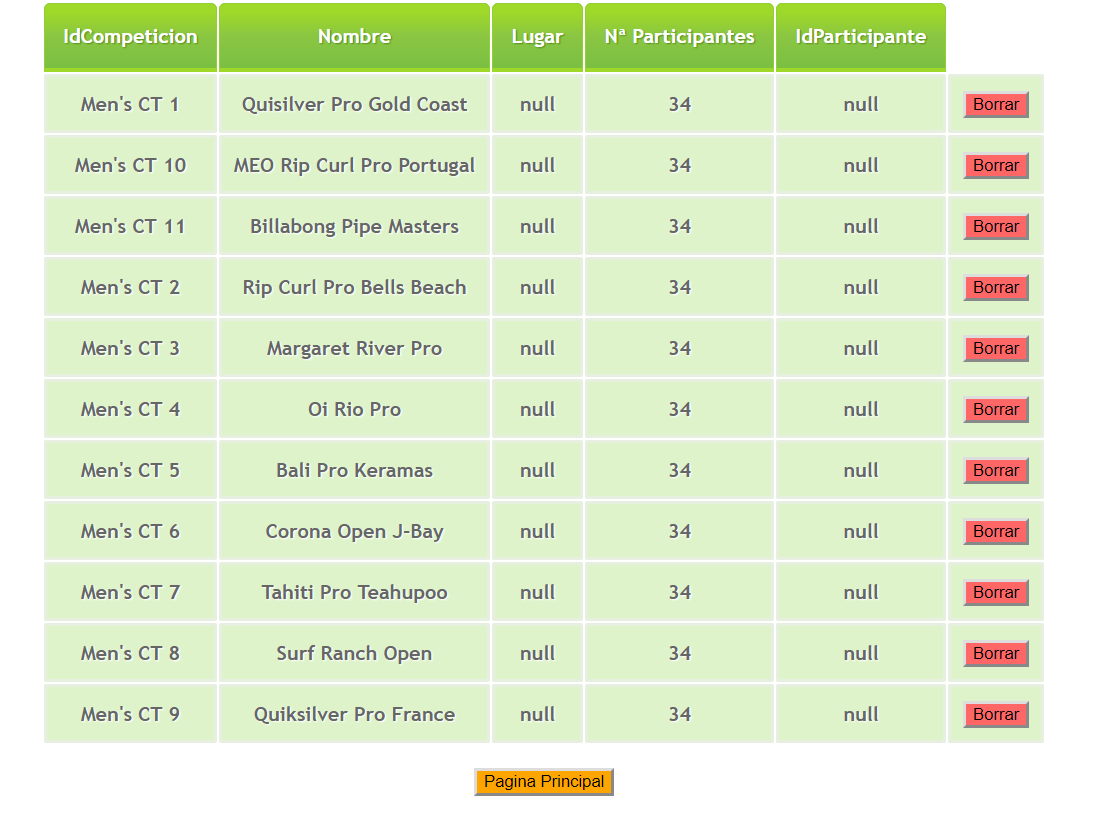 IdCompeticion Nombre Lugar Nª Participantes IdParticipante
Men's CT 1 Quisilver Pro Gold Coast null 34 null Borrar
Men's CT 10 MEO Rip Curl Pro Portugal null 34 null Borrar
Men's CT 11 Billabong Pipe Masters null 34 null Borrar
Men's CT 2 Rip Curl Pro Bells Beach null 34 null Borrar
Men's CT 3 Margaret River Pro null 34 null Borrar
Men's CT 4 Oi Rio Pro null 34 null Borrar
Men's CT 5 Bali Pro Keramas null 34 null Borrar
Men's CT 6 Corona Open J-Bay null 34 null Borrar
Men's CT 7 Tahiti Pro Teahupoo null 34 null Borrar
Men's CT 8 Surf Ranch Open null 34 null Borrar
Men's CT 9 Quiksilver Pro France null 34 null Borrar
Pagina Principal